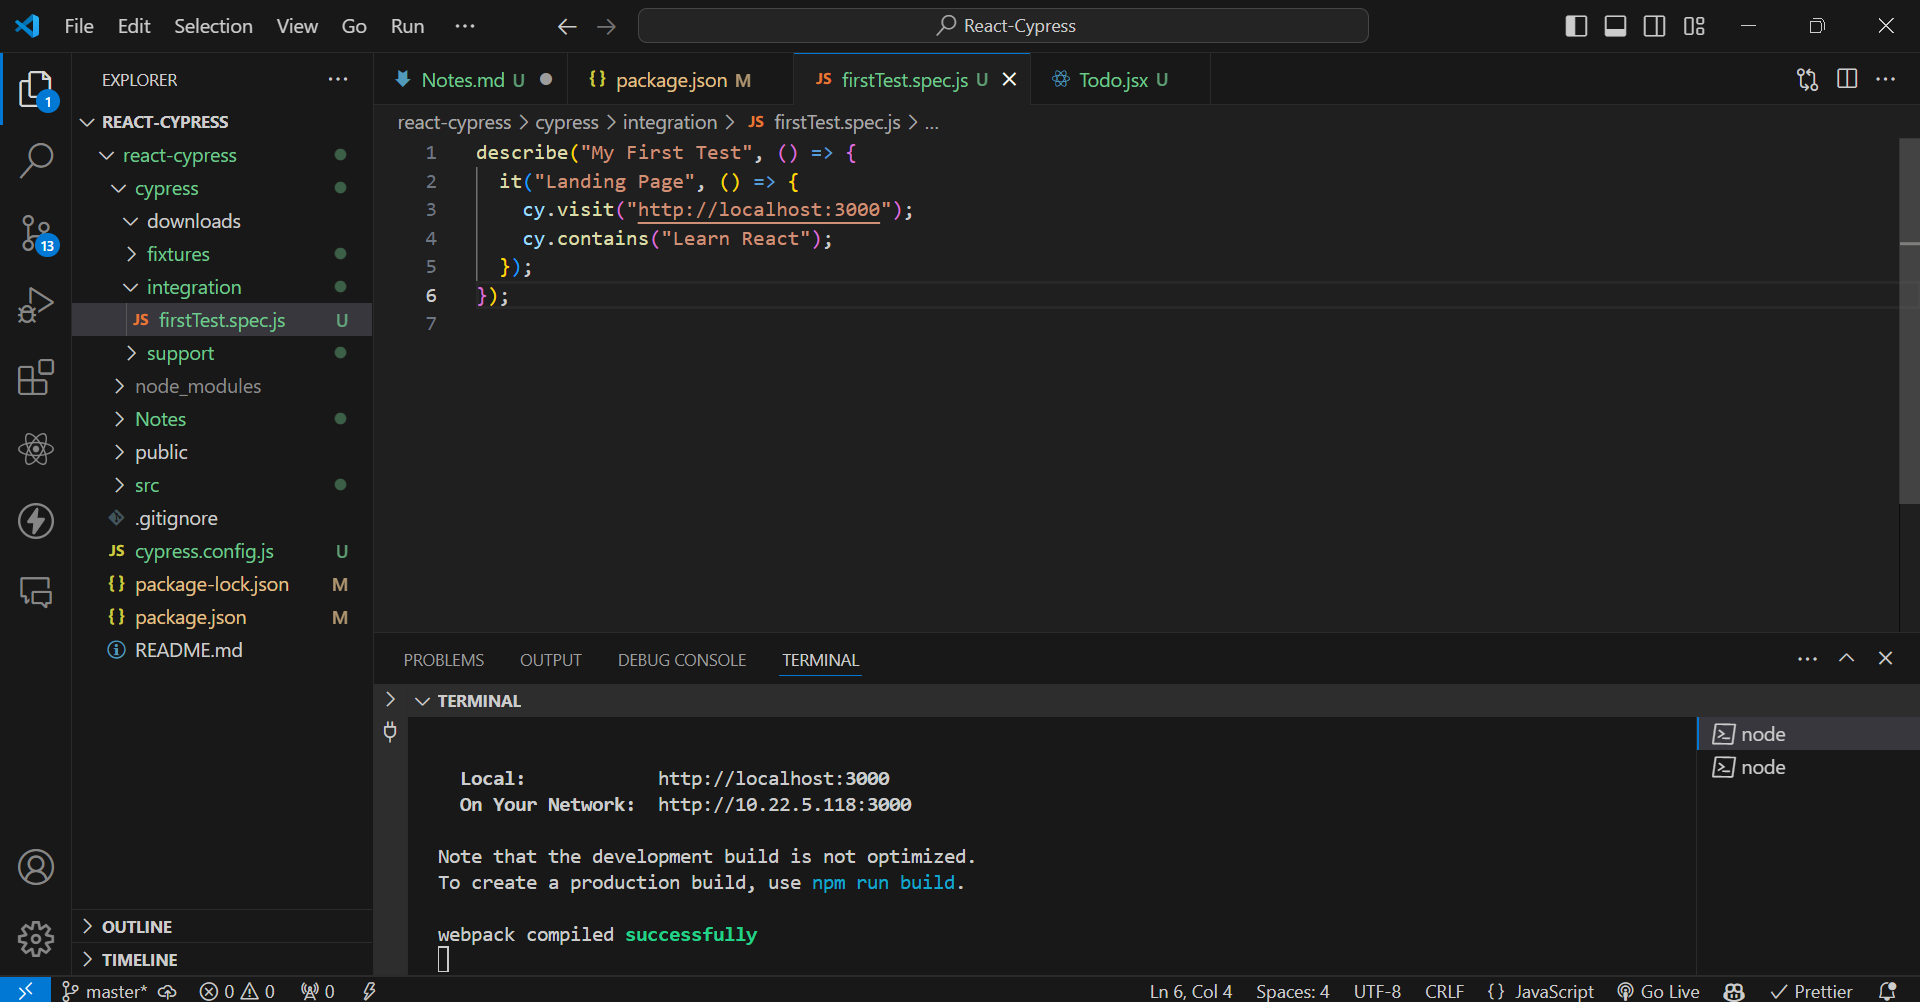 File Edit Selection View Go Run
React-Cypress
EXPLORER
REACT-CYPRESS
react-cypress
cypress
downloads
fixtures
integration
JS firstTest.spec.js U
support
node_modules
Notes
public
src
.gitignore
JS cypress.config.js U
{} package-lock.json M
{} package.json M
README.md
OUTLINE
TIMELINE
1
13
Notes.md U
{} package.json M
JS firstTest.spec.js U
Todo.jsx U
react-cypress > cypress > integration > JS firstTest.spec.js > ...
1 describe("My First Test", () => {
2 it("Landing Page", () => {
3 cy.visit("http://localhost:3000");
4 cy.contains("Learn React");
5 });
6 });
7
PROBLEMS OUTPUT DEBUG CONSOLE TERMINAL
TERMINAL
Local: http://localhost:3000
On Your Network: http://10.22.5.118:3000
Note that the development build is not optimized.
To create a production build, use npm run build.
webpack compiled successfully
node
node
master* 0 0 0 Ln 6, Col 4 Spaces: 4 UTF-8 CRLF {} JavaScript Go Live Prettier